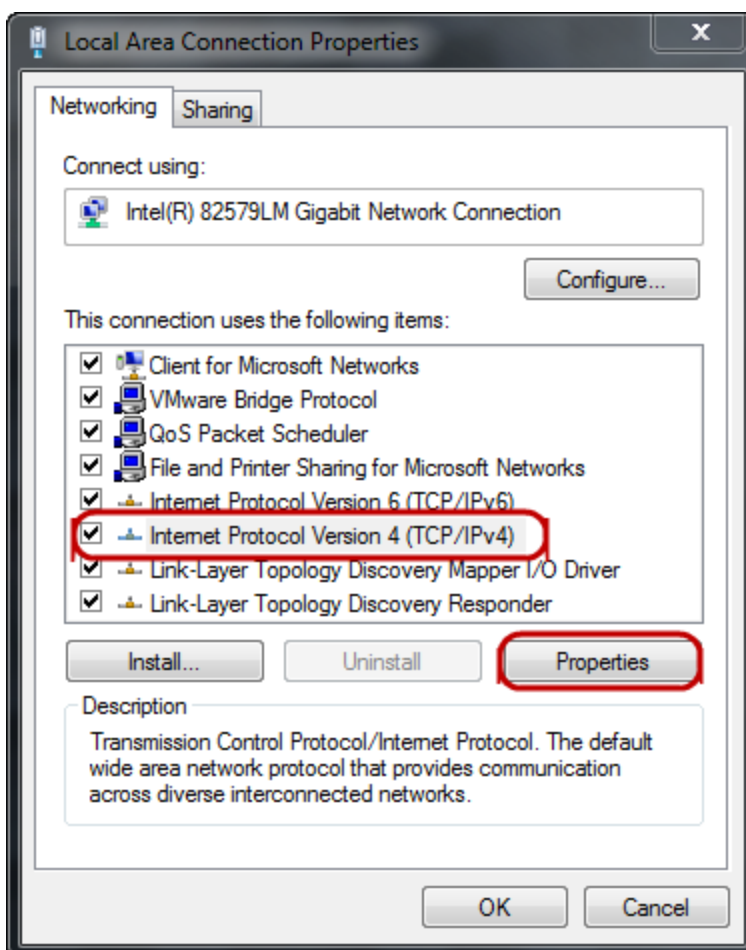 Local Area Connection Properties
x
Networking
Sharing
Connect using:
Intel(R) 82579LM Gigabit Network Connection
Configure...
This connection uses the following items:
Client for Microsoft Networks
VMware Bridge Protocol
QoS Packet Scheduler
File and Printer Sharing for Microsoft Networks
Internet Protocol Version 6 (TCP/IPv6)
Internet Protocol Version 4 (TCP/IPv4)
Link-Layer Topology Discovery Mapper I/O Driver
Link-Layer Topology Discovery Responder
Install...
Uninstall
Properties
Description
Transmission Control Protocol/Internet Protocol. The default
wide area network protocol that provides communication
across diverse interconnected networks.
OK
Cancel